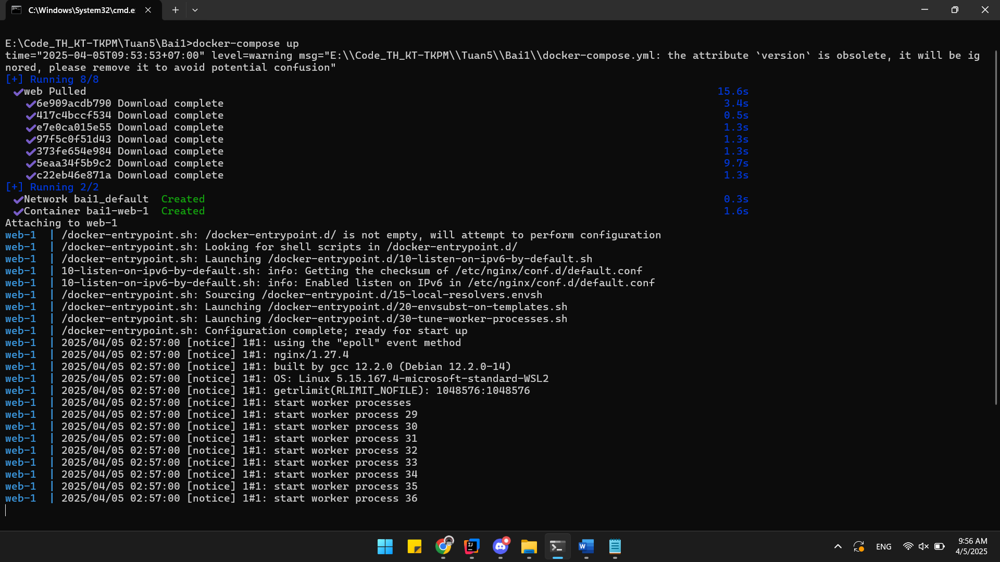 C:\Windows\System32\cmd.e
E:\Code_TH_KT-TKPM\Tuan5\Bai1>docker-compose up
time="2025-04-05T09:53:53+07:00" level=warning msg="E:\\Code_TH_KT-TKPM\\Tuan5\\Bai1\\docker-compose.yml: the attribute `version` is obsolete, it will be ig
nored, please remove it to avoid potential confusion"
[+] Running 8/8
✔web Pulled 15.6s
✔6e909acdb790 Download complete 3.4s
✔417c4bccf534 Download complete 0.5s
✔e7e0ca015e55 Download complete 1.3s
✔97f5c0f51d43 Download complete 1.3s
✔373fe654e984 Download complete 1.3s
✔5eaa34f5b9c2 Download complete 9.7s
✔c22eb46e871a Download complete 1.3s
[+] Running 2/2
✔Network bai1_default  Created 0.3s
✔Container bai1-web-1  Created 1.6s
Attaching to web-1
web-1  | /docker-entrypoint.sh: /docker-entrypoint.d/ is not empty, will attempt to perform configuration
web-1  | /docker-entrypoint.sh: Looking for shell scripts in /docker-entrypoint.d/
web-1  | /docker-entrypoint.sh: Launching /docker-entrypoint.d/10-listen-on-ipv6-by-default.sh
web-1  | 10-listen-on-ipv6-by-default.sh: info: Getting the checksum of /etc/nginx/conf.d/default.conf
web-1  | 10-listen-on-ipv6-by-default.sh: info: Enabled listen on IPv6 in /etc/nginx/conf.d/default.conf
web-1  | /docker-entrypoint.sh: Sourcing /docker-entrypoint.d/15-local-resolvers.envsh
web-1  | /docker-entrypoint.sh: Launching /docker-entrypoint.d/20-envsubst-on-templates.sh
web-1  | /docker-entrypoint.sh: Launching /docker-entrypoint.d/30-tune-worker-processes.sh
web-1  | /docker-entrypoint.sh: Configuration complete; ready for start up
web-1  | 2025/04/05 02:57:00 [notice] 1#1: using the "epoll" event method
web-1  | 2025/04/05 02:57:00 [notice] 1#1: nginx/1.27.4
web-1  | 2025/04/05 02:57:00 [notice] 1#1: built by gcc 12.2.0 (Debian 12.2.0-14)
web-1  | 2025/04/05 02:57:00 [notice] 1#1: OS: Linux 5.15.167.4-microsoft-standard-WSL2
web-1  | 2025/04/05 02:57:00 [notice] 1#1: getrlimit(RLIMIT_NOFILE): 1048576:1048576
web-1  | 2025/04/05 02:57:00 [notice] 1#1: start worker processes
web-1  | 2025/04/05 02:57:00 [notice] 1#1: start worker process 29
web-1  | 2025/04/05 02:57:00 [notice] 1#1: start worker process 30
web-1  | 2025/04/05 02:57:00 [notice] 1#1: start worker process 31
web-1  | 2025/04/05 02:57:00 [notice] 1#1: start worker process 32
web-1  | 2025/04/05 02:57:00 [notice] 1#1: start worker process 33
web-1  | 2025/04/05 02:57:00 [notice] 1#1: start worker process 34
web-1  | 2025/04/05 02:57:00 [notice] 1#1: start worker process 35
web-1  | 2025/04/05 02:57:00 [notice] 1#1: start worker process 36
IJ
W
ENG
9:56 AM
4/5/2025